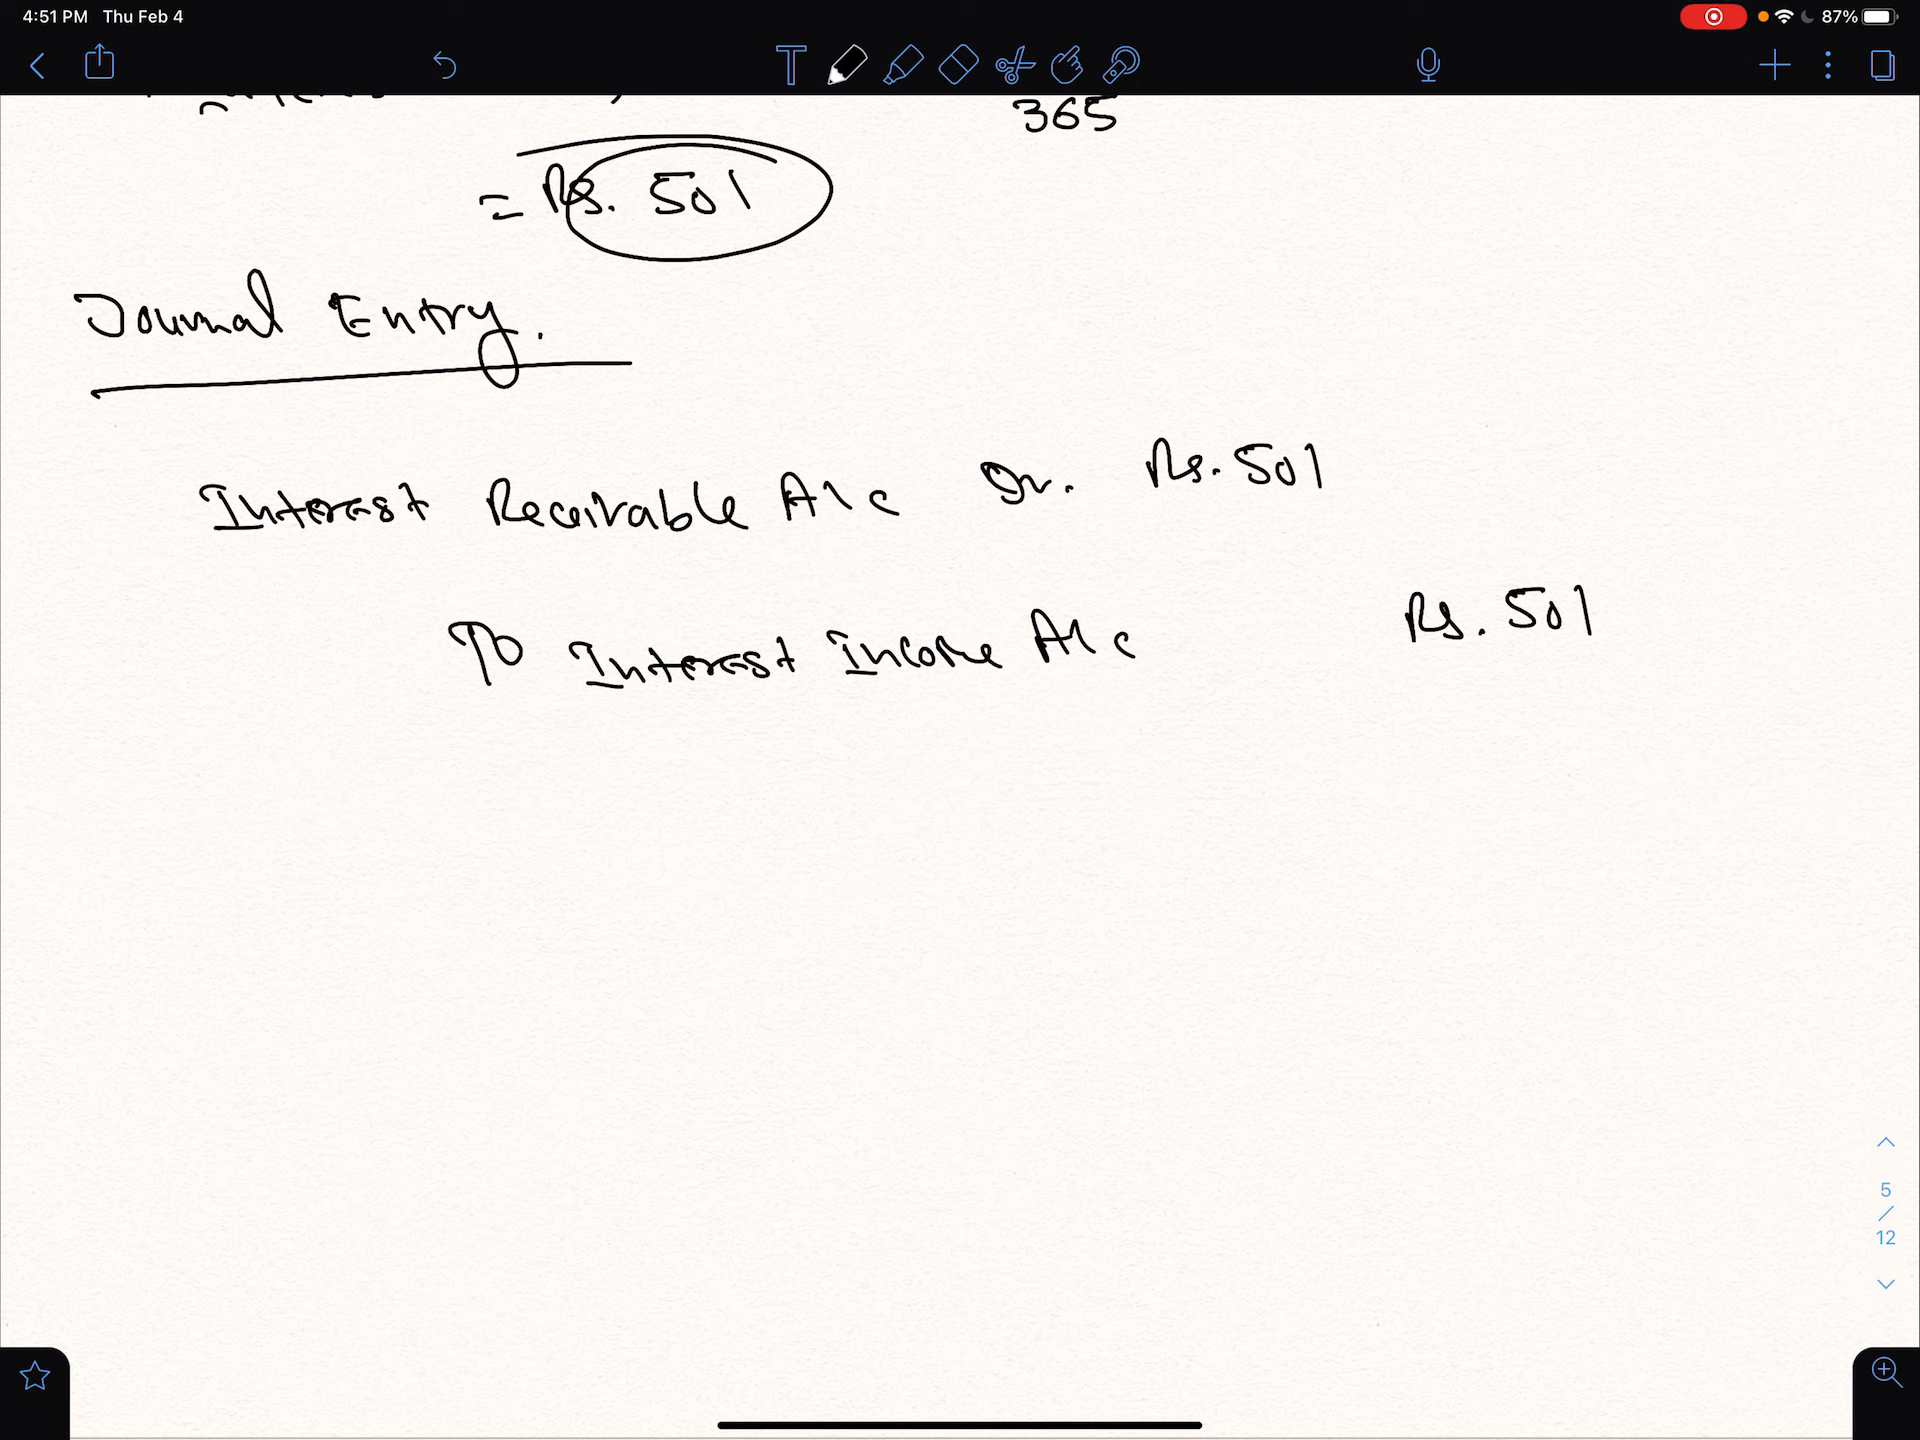 4:51 PM Thu Feb 4
87%
365
= Rs. 501
Journal Entry.
Interest Receivable A/c Dr. Rs. 501
To Interest Income A/c Rs. 501
5
/
12